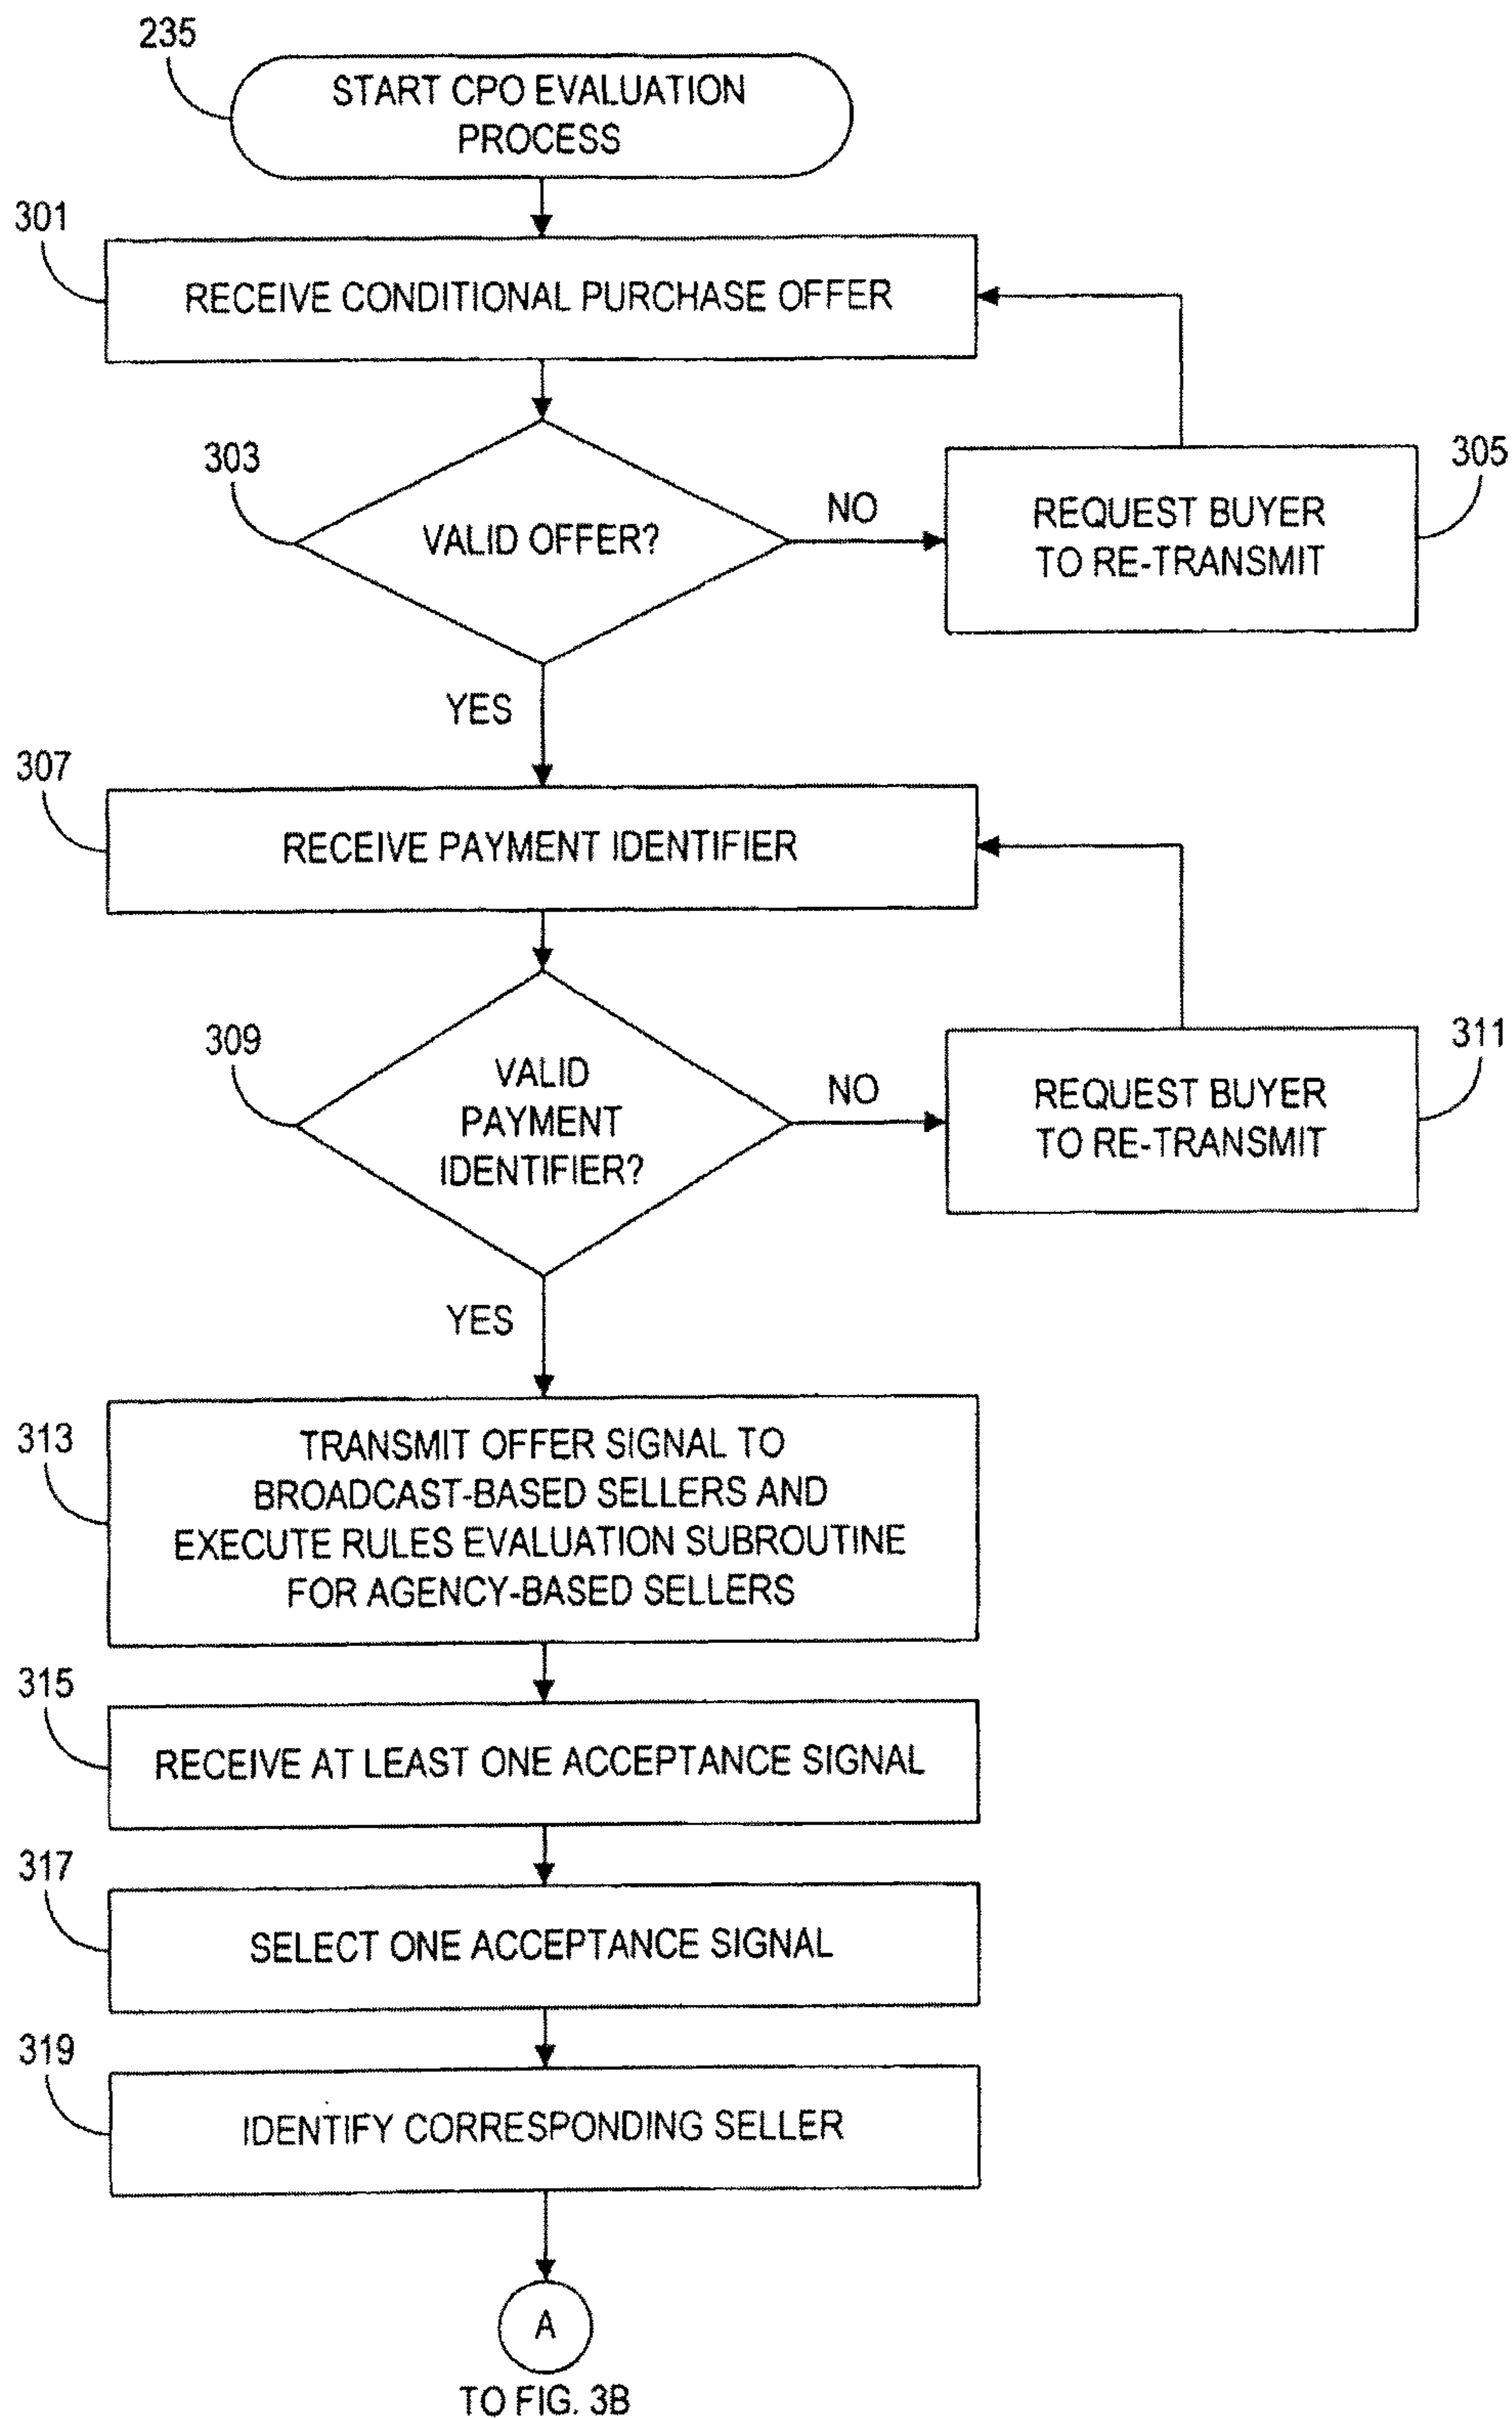 235
START CPO EVALUATION
PROCESS
301
RECEIVE CONDITIONAL PURCHASE OFFER
303
VALID OFFER?
NO
REQUEST BUYER
TO RE-TRANSMIT
305
YES
307
RECEIVE PAYMENT IDENTIFIER
309
VALID
PAYMENT
IDENTIFIER?
NO
REQUEST BUYER
TO RE-TRANSMIT
311
YES
313
TRANSMIT OFFER SIGNAL TO
BROADCAST-BASED SELLERS AND
EXECUTE RULES EVALUATION SUBROUTINE
FOR AGENCY-BASED SELLERS
315
RECEIVE AT LEAST ONE ACCEPTANCE SIGNAL
317
SELECT ONE ACCEPTANCE SIGNAL
319
IDENTIFY CORRESPONDING SELLER
A
TO FIG. 3B